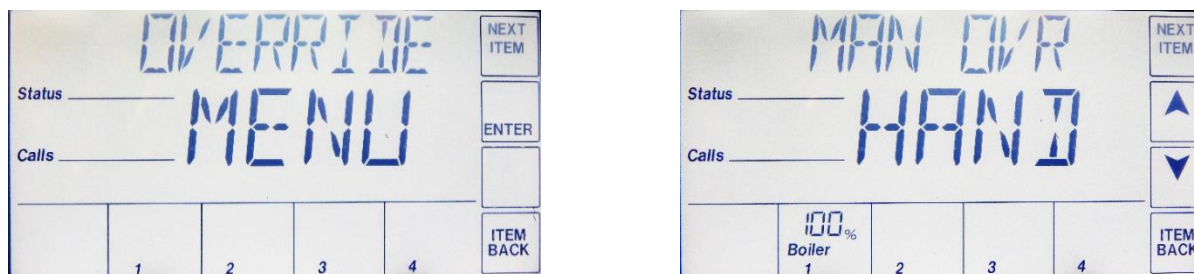 OVERRIDE
MENU
Status
Calls
NEXT
ITEM
ENTER
ITEM
BACK
1 2 3 4
MAN OVR
HAND
Status
Calls
NEXT
ITEM
ITEM
BACK
100%
Boiler
1 2 3 4